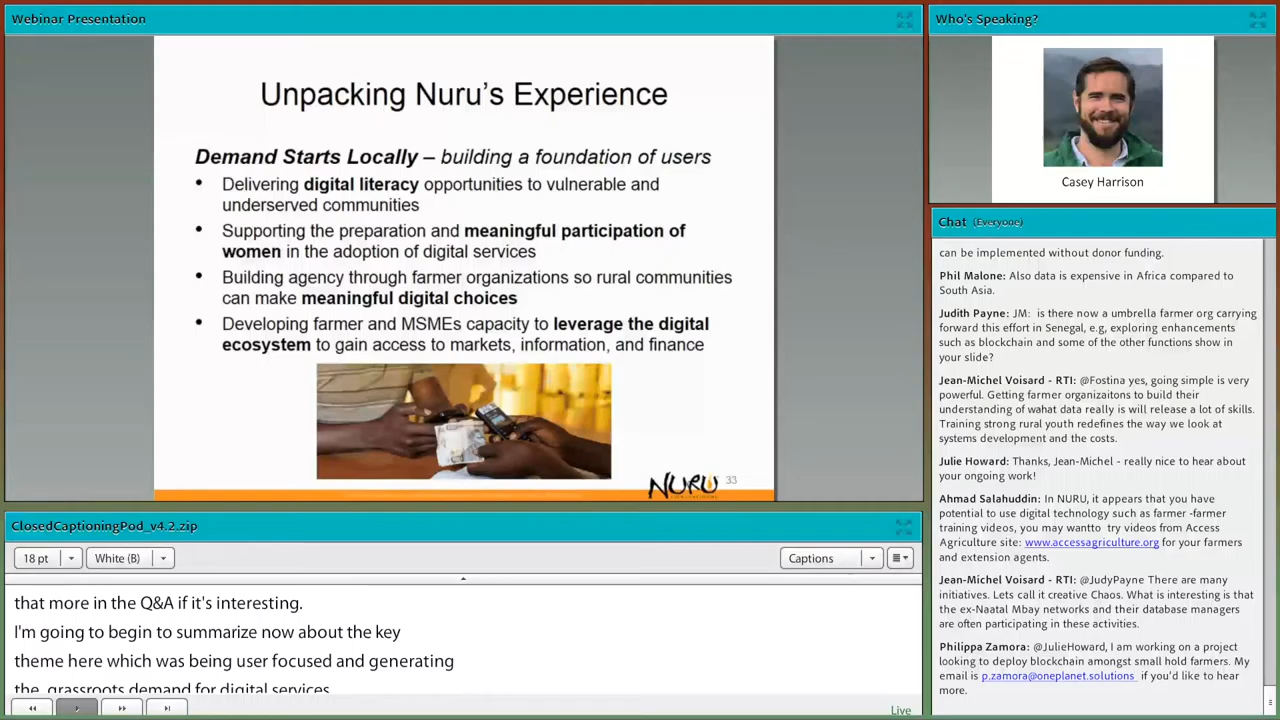 Webinar Presentation
Unpacking Nuru's Experience
Demand Starts Locally – building a foundation of users
• Delivering digital literacy opportunities to vulnerable and
underserved communities
• Supporting the preparation and meaningful participation of
women in the adoption of digital services
• Building agency through farmer organizations so rural communities
can make meaningful digital choices
• Developing farmer and MSMEs capacity to leverage the digital
ecosystem to gain access to markets, information, and finance
NURU
33
ClosedCaptioningPod_v4.2.zip
18 pt
White (B)
Captions
that more in the Q&A if it's interesting.
I'm going to begin to summarize now about the key
theme here which was being user focused and generating
the grassroots demand for digital services
Live
Who's Speaking?
Casey Harrison
Chat (Everyone)
can be implemented without donor funding.
Phil Malone: Also data is expensive in Africa compared to
South Asia.
Judith Payne: JM: is there now a umbrella farmer org carrying
forward this effort in Senegal, e.g, exploring enhancements
such as blockchain and some of the other functions show in
your slide?
Jean-Michel Voisard - RTI: @Fostina yes, going simple is very
powerful. Getting farmer organizaitons to build their
understanding of wahat data really is will release a lot of skills.
Training strong rural youth redefines the way we look at
systems development and the costs.
Julie Howard: Thanks, Jean-Michel - really nice to hear about
your ongoing work!
Ahmad Salahuddin: In NURU, it appears that you have
potential to use digital technology such as farmer -farmer
training videos, you may wantto try videos from Access
Agriculture site: www.accessagriculture.org for your farmers
and extension agents.
Jean-Michel Voisard - RTI: @JudyPayne There are many
initiatives. Lets call it creative Chaos. What is interesting is that
the ex-Naatal Mbay networks and their database managers
are often participating in these activities.
Philippa Zamora: @JulieHoward, I am working on a project
looking to deploy blockchain amongst small hold farmers. My
email is p.zamora@oneplanet.solutions if you'd like to hear
more.